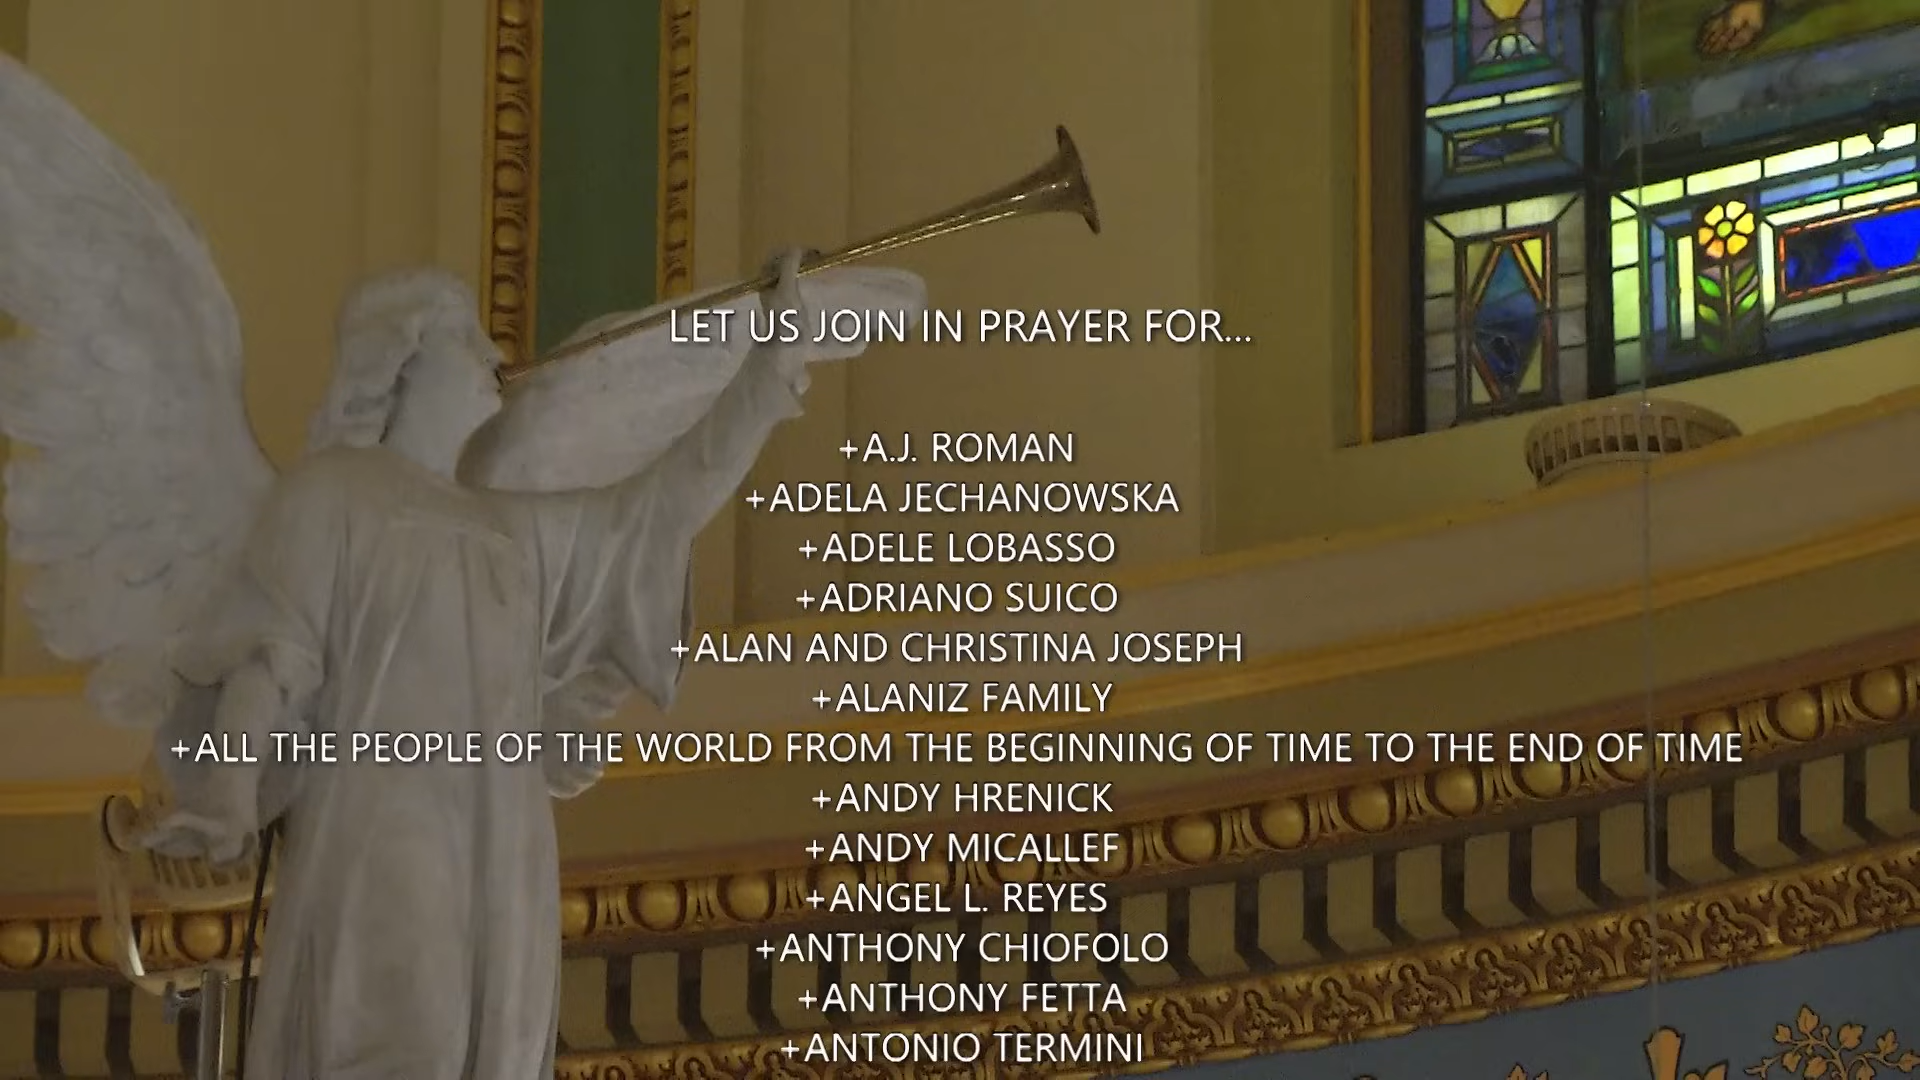 LET US JOIN IN PRAYER FOR...
+A.J. ROMAN
+ADELA JECHANOWSKA
+ADELE LOBASSO
+ADRIANO SUICO
+ALAN AND CHRISTINA JOSEPH
+ALANIZ FAMILY
+ALL THE PEOPLE OF THE WORLD FROM THE BEGINNING OF TIME TO THE END OF TIME
+ANDY HRENICK
+ANDY MICALLEF
+ANGEL L. REYES
+ANTHONY CHIOFOLO
+ANTHONY FETTA
+ANTONIO TERMINI